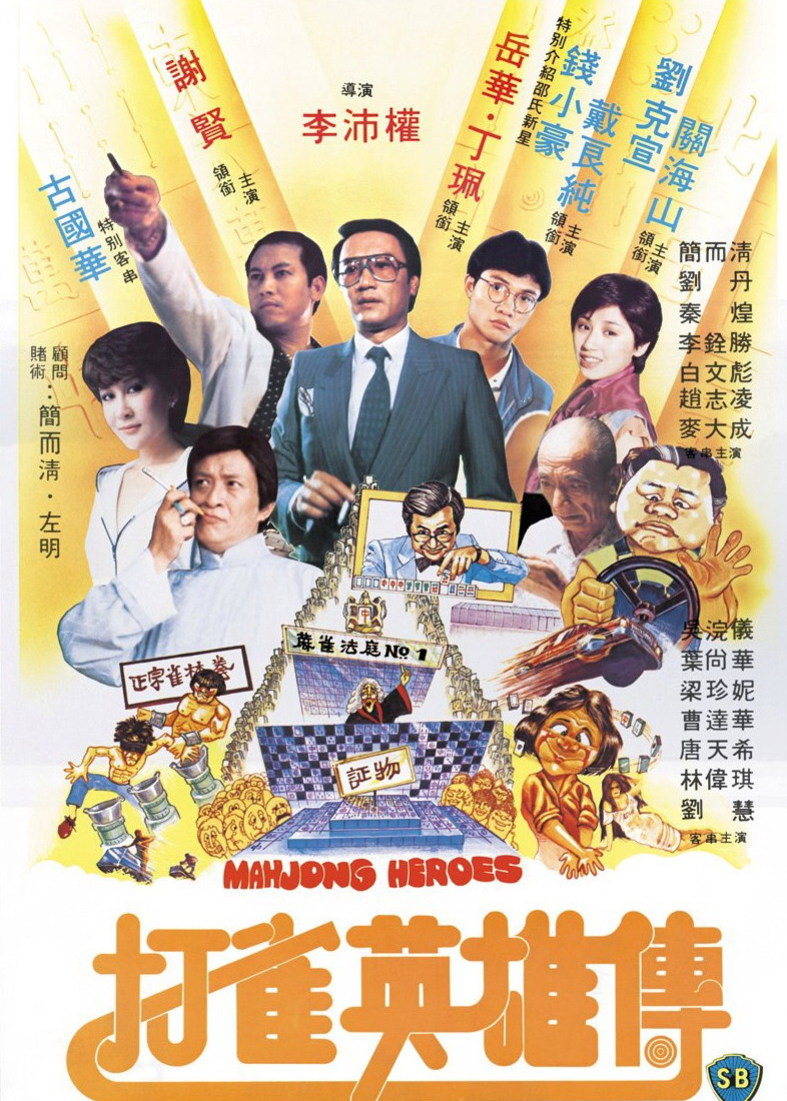 導演
李沛權
謝賢
領銜主演
古國華
特別客串
岳華・丁珮
領銜主演
特別介紹邵氏新星
錢小豪
戴良純
領銜主演
劉克宣
關海山
領銜主演
簡而清
劉丹
秦煌
李銓勝
白文彪
趙志凌
麥大成
客串主演
賭術顧問：簡而清・左明
吳浣儀
葉尚華
梁珍妮
曹達華
唐天希
林偉琪
劉慧
客串主演
正宗雀林拳
麻雀法庭No1
証物
MAHJONG HEROES
打雀英雄傳
SB